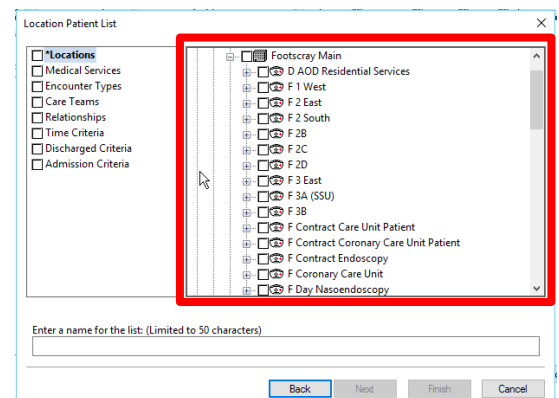 Location Patient List
*Locations
Medical Services
Encounter Types
Care Teams
Relationships
Time Criteria
Discharged Criteria
Admission Criteria
Footscray Main
D AOD Residential Services
F 1 West
F 2 East
F 2 South
F 2B
F 2C
F 2D
F 3 East
F 3A (SSU)
F 3B
F Contract Care Unit Patient
F Contract Coronary Care Unit Patient
F Contract Endoscopy
F Coronary Care Unit
F Day Nasoendoscopy
Enter a name for the list: (Limited to 50 characters)
Back Next Finish Cancel